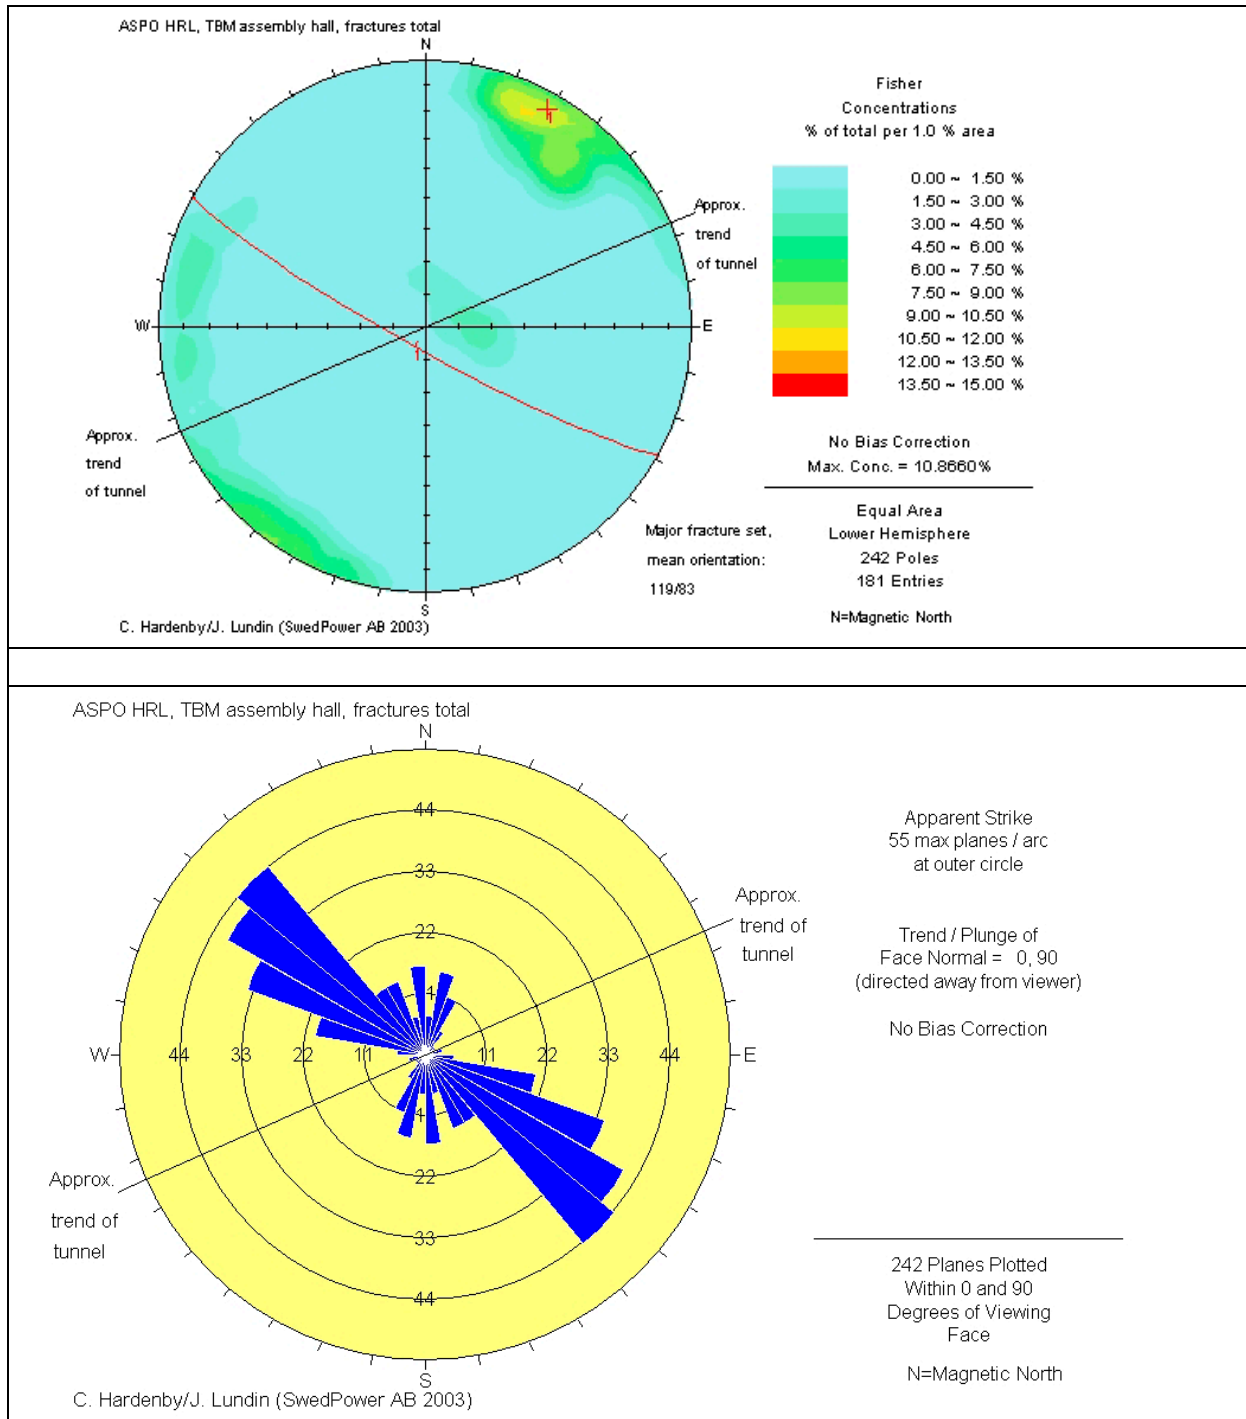 ASPO HRL, TBM assembly hall, fractures total
N
Fisher
Concentrations
% of total per 1.0 % area
1
0.00 ~ 1.50 %
1.50 ~ 3.00 %
3.00 ~ 4.50 %
4.50 ~ 6.00 %
6.00 ~ 7.50 %
7.50 ~ 9.00 %
9.00 ~ 10.50 %
10.50 ~ 12.00 %
12.00 ~ 13.50 %
13.50 ~ 15.00 %
Approx.
trend
of tunnel
W
E
1
Approx.
trend
of tunnel
No Bias Correction
Max. Conc. = 10.8660%
Major fracture set,
mean orientation:
119/83
Equal Area
Lower Hemisphere
242 Poles
181 Entries
S
N=Magnetic North
C. Hardenby/J. Lundin (SwedPower AB 2003)
ASPO HRL, TBM assembly hall, fractures total
N
44
33
22
Apparent Strike
55 max planes / arc
at outer circle
Approx.
trend of
tunnel
Trend / Plunge of
Face Normal = 0, 90
(directed away from viewer)
No Bias Correction
W
44
33
22
11
11
22
33
44
E
22
33
44
Approx.
trend of
tunnel
242 Planes Plotted
Within 0 and 90
Degrees of Viewing
Face
N=Magnetic North
S
C. Hardenby/J. Lundin (SwedPower AB 2003)